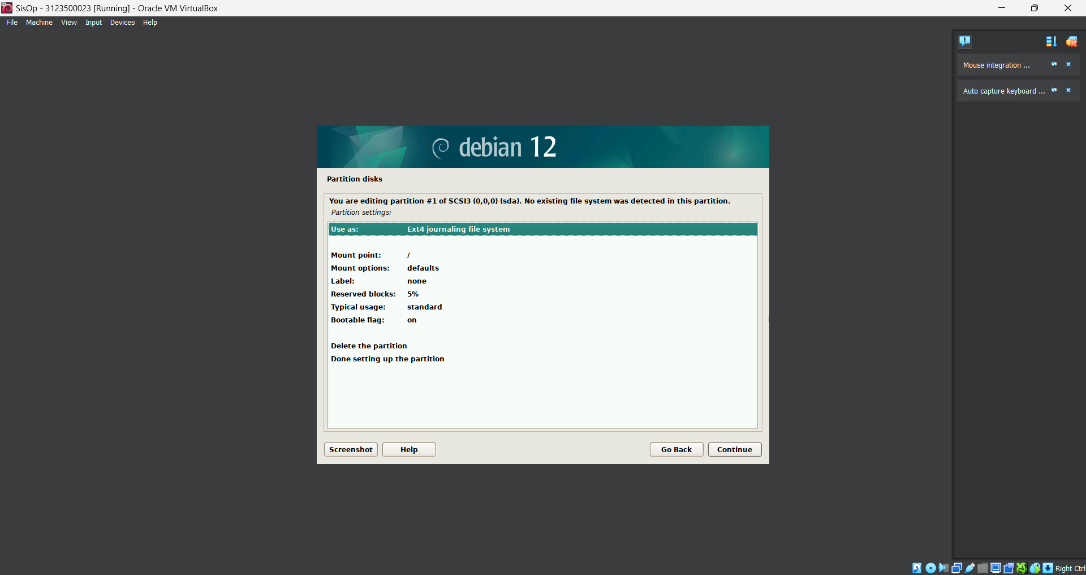 SisOp - 3123500023 [Running] - Oracle VM VirtualBox
File Machine View Input Devices Help
Mouse integration ...
Auto capture keyboard ...
debian 12
Partition disks
You are editing partition #1 of SCSI3 (0,0,0) (sda). No existing file system was detected in this partition.
Partition settings:
Use as: Ext4 journaling file system
Mount point: /
Mount options: defaults
Label: none
Reserved blocks: 5%
Typical usage: standard
Bootable flag: on
Delete the partition
Done setting up the partition
Screenshot Help Go Back Continue
Right Ctrl